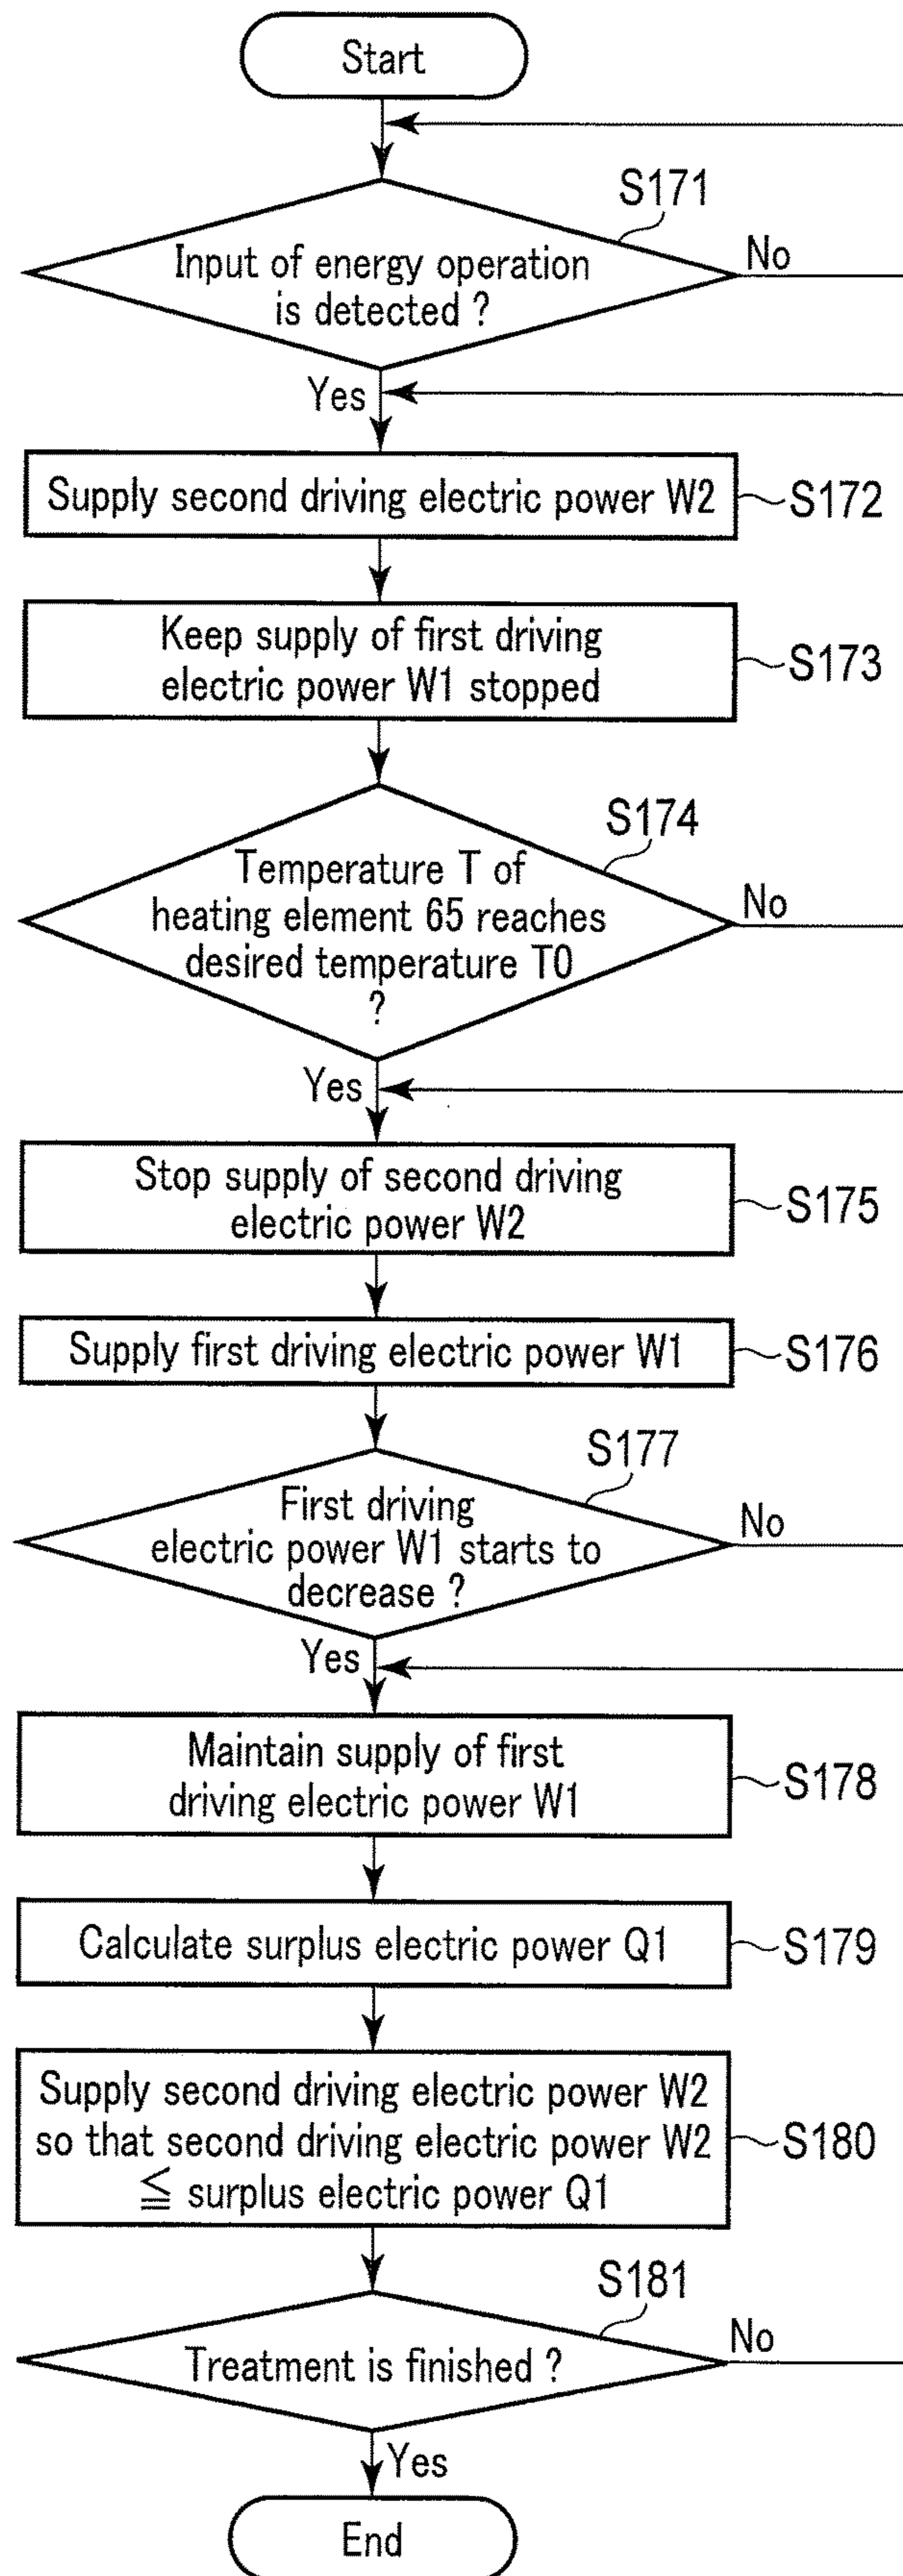 Start
S171
Input of energy operation
is detected ?
No
Yes
Supply second driving electric power W2
S172
Keep supply of first driving
electric power W1 stopped
S173
S174
Temperature T of
heating element 65 reaches
desired temperature T0
?
No
Yes
Stop supply of second driving
electric power W2
S175
Supply first driving electric power W1
S176
S177
First driving
electric power W1 starts to
decrease ?
No
Yes
Maintain supply of first
driving electric power W1
S178
Calculate surplus electric power Q1
S179
Supply second driving electric power W2
so that second driving electric power W2
≦ surplus electric power Q1
S180
S181
Treatment is finished ?
No
Yes
End